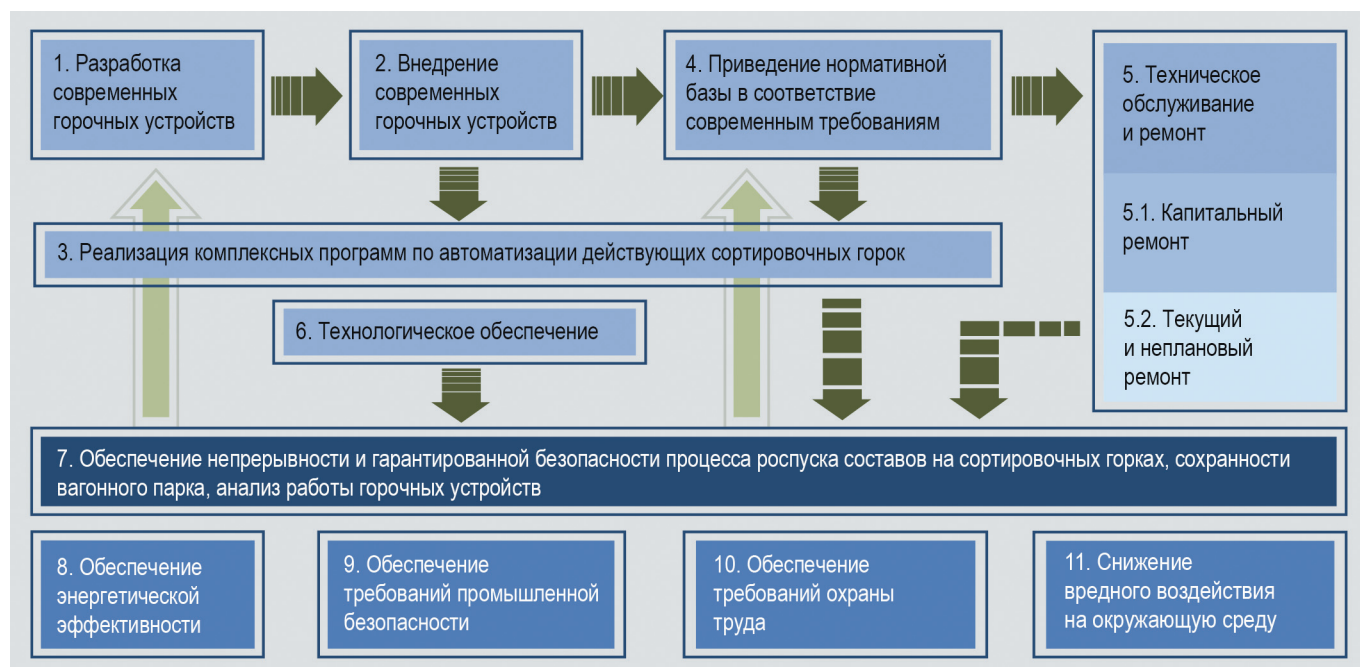 1. Разработка
современных
горочных устройств
2. Внедрение
современных
горочных устройств
4. Приведение нормативной
базы в соответствие
современным требованиям
5. Техническое
обслуживание
и ремонт
5.1. Капитальный
ремонт
5.2. Текущий
и неплановый
ремонт
3. Реализация комплексных программ по автоматизации действующих сортировочных горок
6. Технологическое обеспечение
7. Обеспечение непрерывности и гарантированной безопасности процесса роспуска составов на сортировочных горках, сохранности
вагонного парка, анализ работы горочных устройств
8. Обеспечение
энергетической
эффективности
9. Обеспечение
требований промышленной
безопасности
10. Обеспечение
требований охраны
труда
11. Снижение
вредного воздействия
на окружающую среду